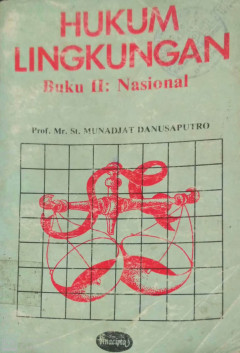 HUKUM
LINGKUNGAN
Buku II: Nasional
Prof. Mr. St. MUNADJAT DANUSAPUTRO